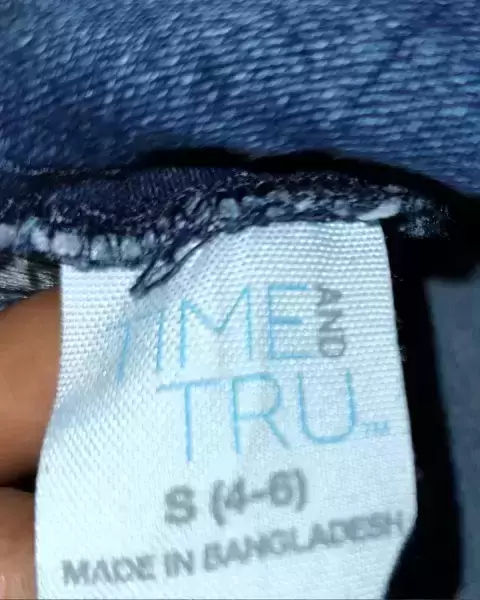 TIME AND
TRU™
S (4-6)
MADE IN BANGLADESH